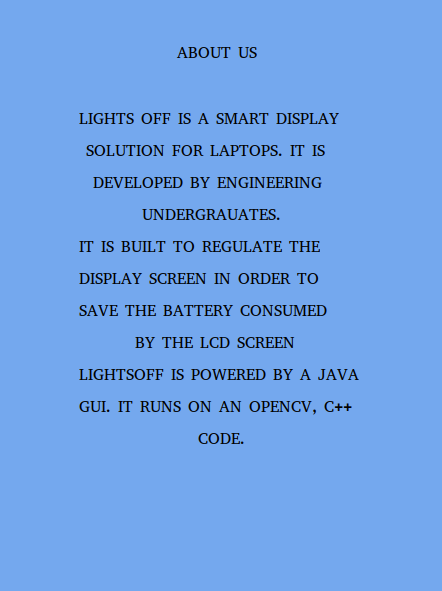 ABOUT US
LIGHTS OFF IS A SMART DISPLAY
SOLUTION FOR LAPTOPS. IT IS
DEVELOPED BY ENGINEERING
UNDERGRAUATES.
IT IS BUILT TO REGULATE THE
DISPLAY SCREEN IN ORDER TO
SAVE THE BATTERY CONSUMED
BY THE LCD SCREEN
LIGHTSOFF IS POWERED BY A JAVA
GUI. IT RUNS ON AN OPENCV, C++
CODE.